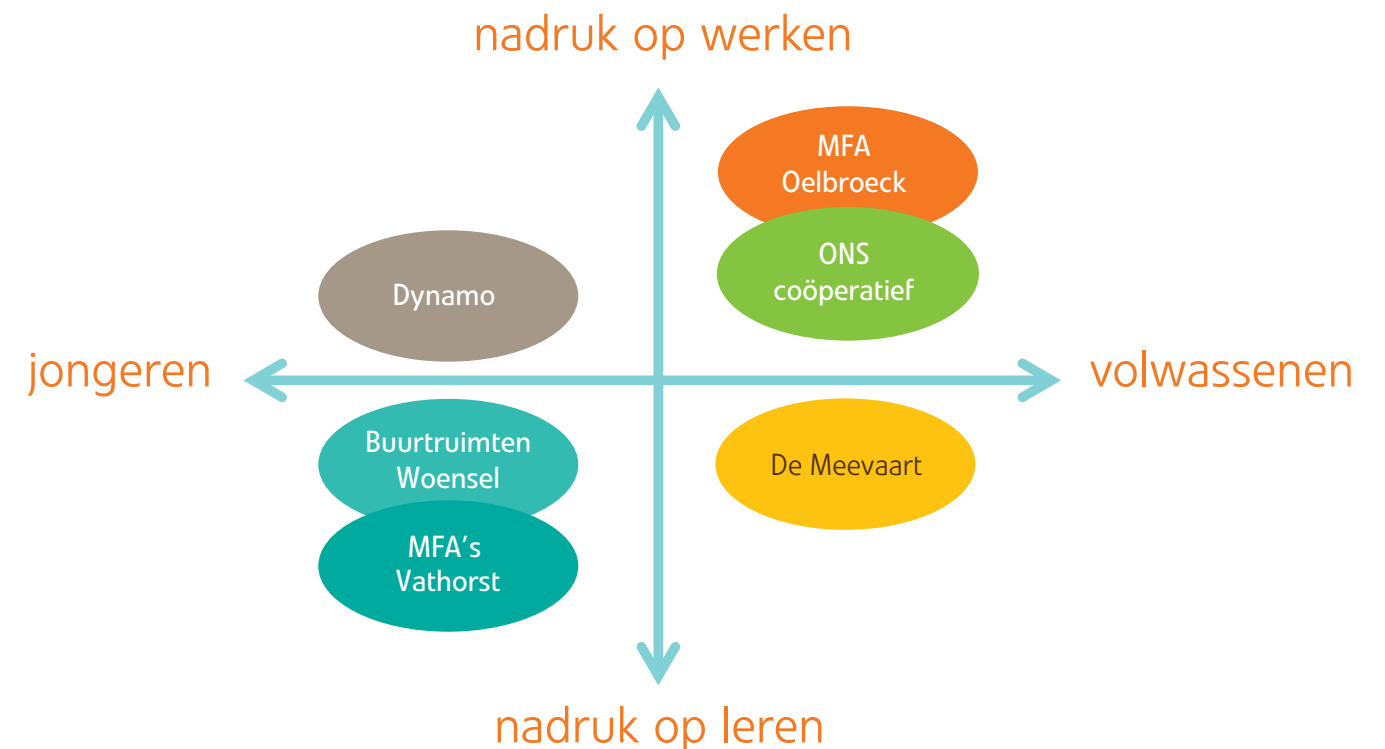 nadruk op werken
MFA
Oelbroeck
ONS
coöperatief
Dynamo
jongeren
volwassenen
Buurtruimten
Woensel
De Meevaart
MFA's
Vathorst
nadruk op leren